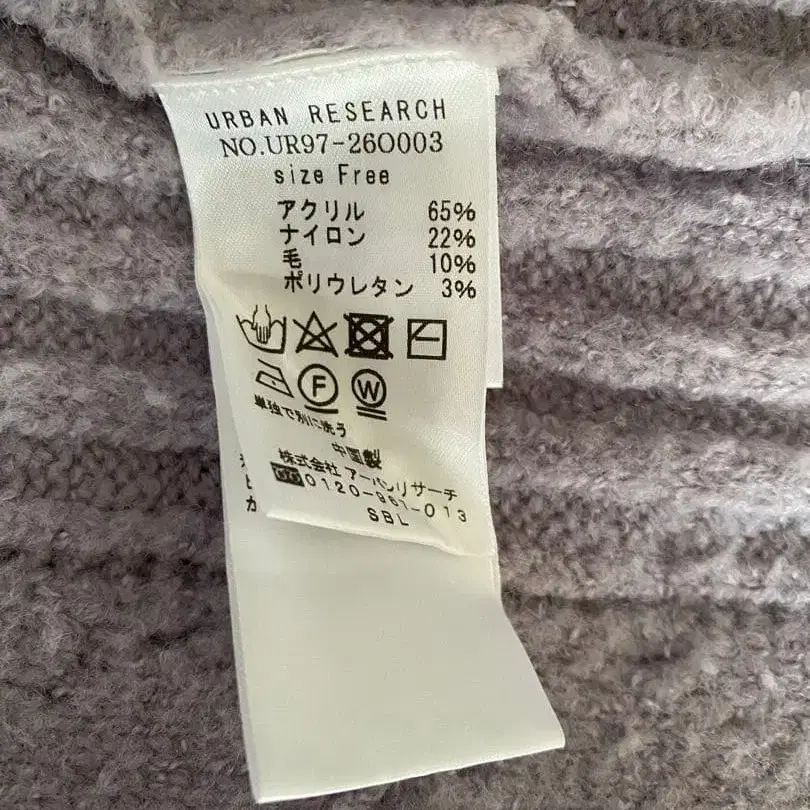 URBAN RESEARCH
NO.UR97-26O003
size Free
アクリル 65%
ナイロン 22%
毛 10%
ポリウレタン 3%
F W
単独で別に洗う
中国製
株式会社 アーバンリサーチ
0120-961-013
SBL